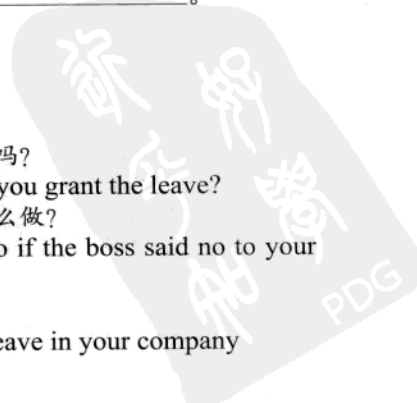 。
吗？
you grant the leave?
么做？
if the boss said no to your
eave in your company
PDG